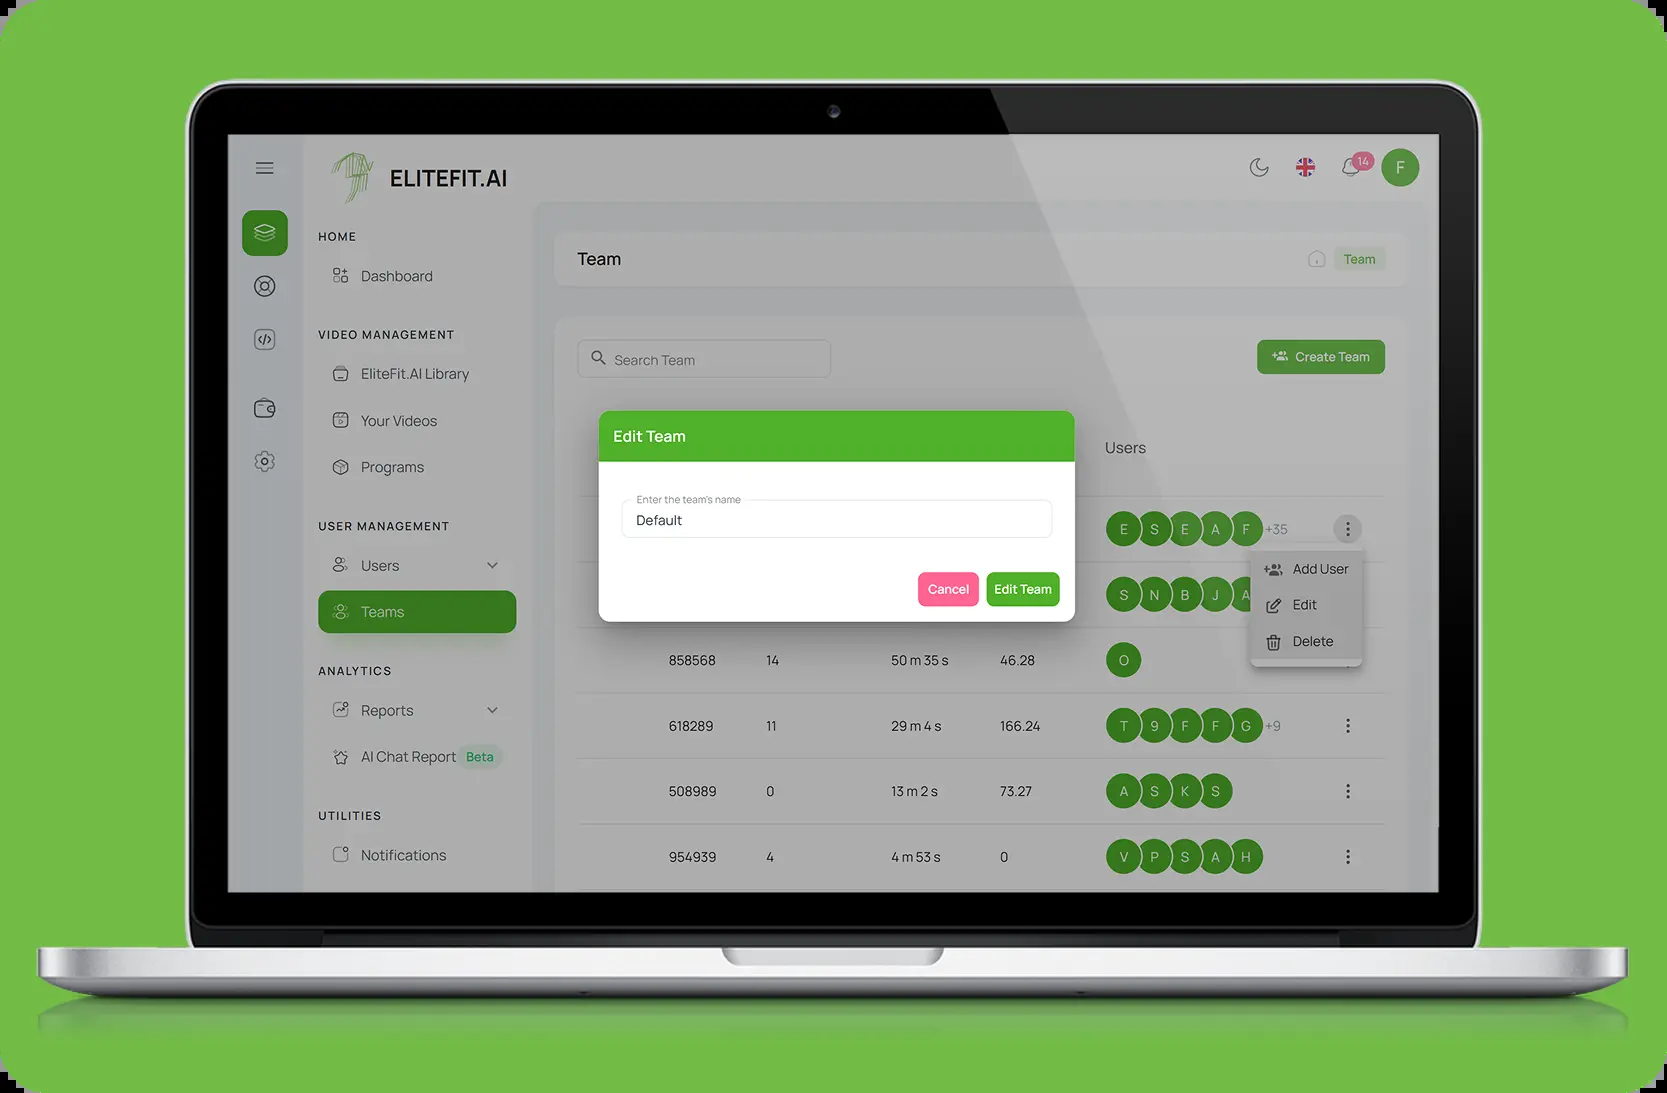 ELITEFIT.AI
14
F
HOME
Dashboard
VIDEO MANAGEMENT
EliteFit.AI Library
Your Videos
Programs
USER MANAGEMENT
Users
Teams
ANALYTICS
Reports
AI Chat Report Beta
UTILITIES
Notifications
Team
Team
Search Team
Create Team
Users
Edit Team
Enter the team's name
Default
Cancel
Edit Team
E S E A F +35
Add User
Edit
Delete
S N B J A
858568 14 50 m 35 s 46.28 O
618289 11 29 m 4 s 166.24 T 9 F F G +9
508989 0 13 m 2 s 73.27 A S K S
954939 4 4 m 53 s 0 V P S A H